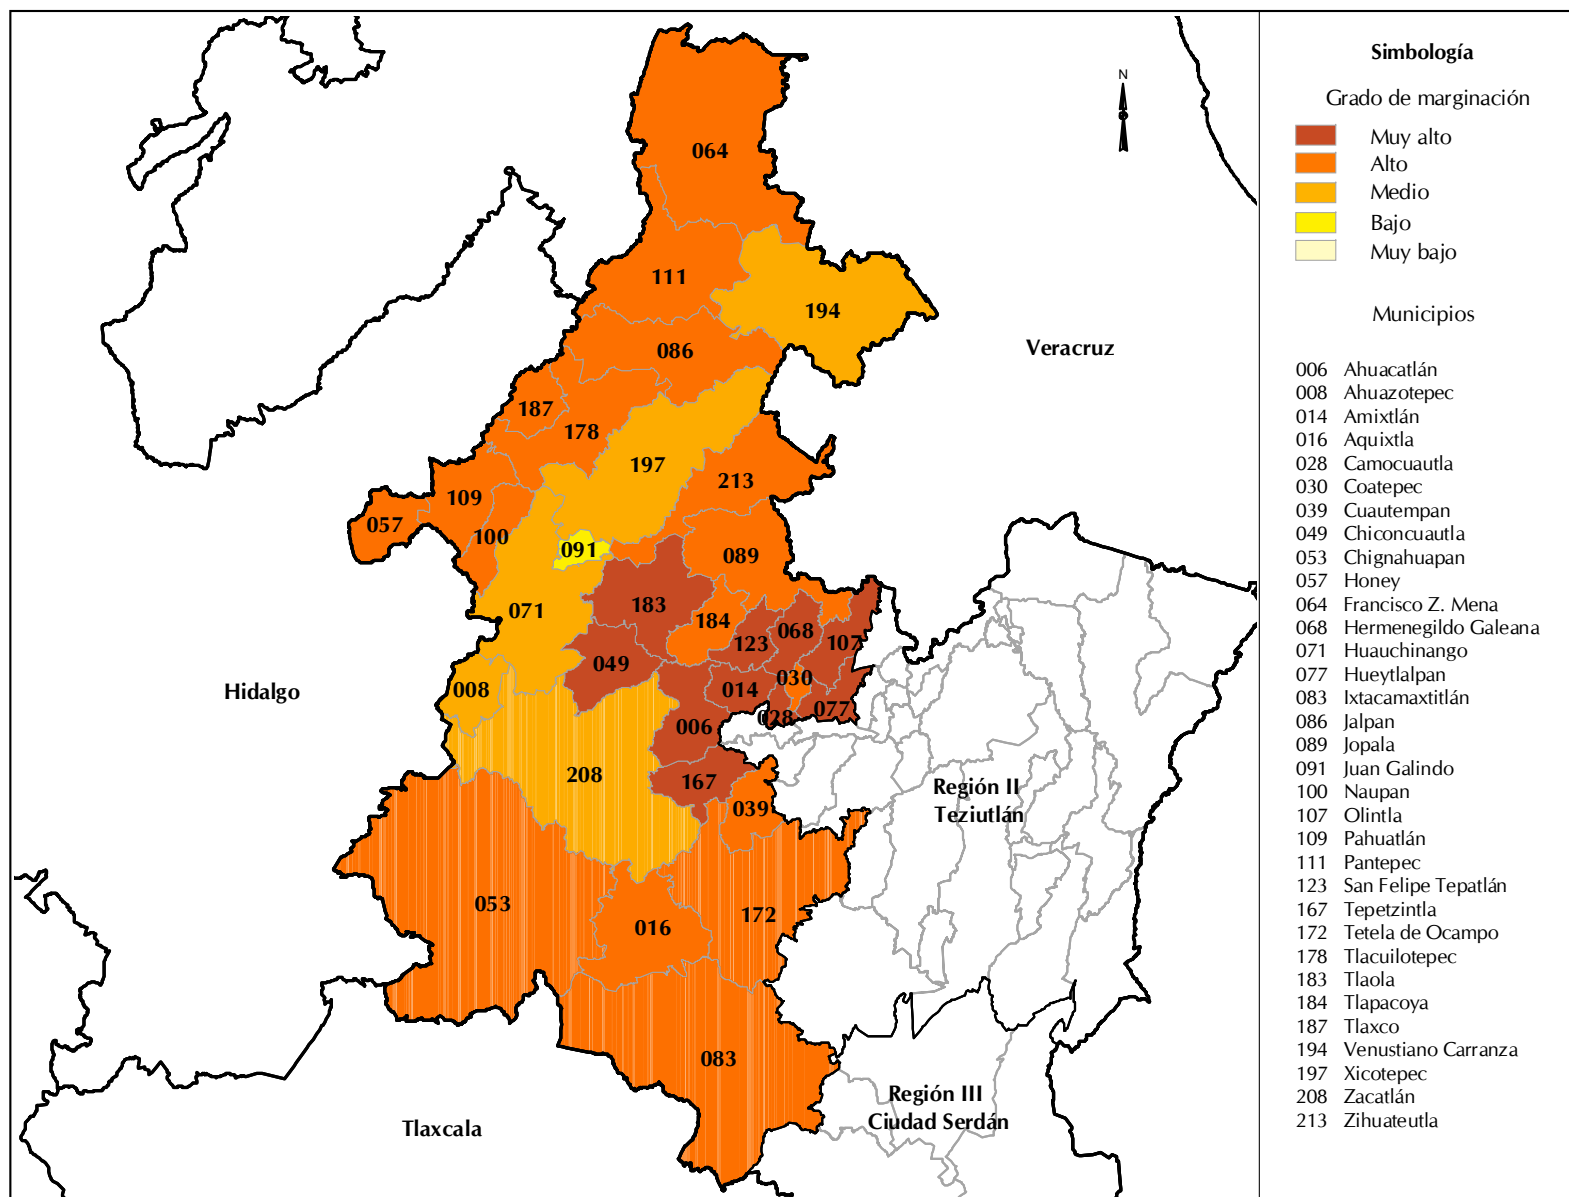 064
111
194
086
187
178
197
213
109
057
100
091
089
071
183
184
123
068
107
049
030
008
014
077
028
006
208
167
039
053
016
172
083
Veracruz
Hidalgo
Tlaxcala
Región II
Teziutlán
Región III
Ciudad Serdán
N
Simbología
Grado de marginación
Muy alto
Alto
Medio
Bajo
Muy bajo
Municipios
006 Ahuacatlán
008 Ahuazotepec
014 Amixtlán
016 Aquixtla
028 Camocuautla
030 Coatepec
039 Cuautempan
049 Chiconcuautla
053 Chignahuapan
057 Honey
064 Francisco Z. Mena
068 Hermenegildo Galeana
071 Huauchinango
077 Hueytlalpan
083 Ixtacamaxtitlán
086 Jalpan
089 Jopala
091 Juan Galindo
100 Naupan
107 Olintla
109 Pahuatlán
111 Pantepec
123 San Felipe Tepatlán
167 Tepetzintla
172 Tetela de Ocampo
178 Tlacuilotepec
183 Tlaola
184 Tlapacoya
187 Tlaxco
194 Venustiano Carranza
197 Xicotepec
208 Zacatlán
213 Zihuateutla